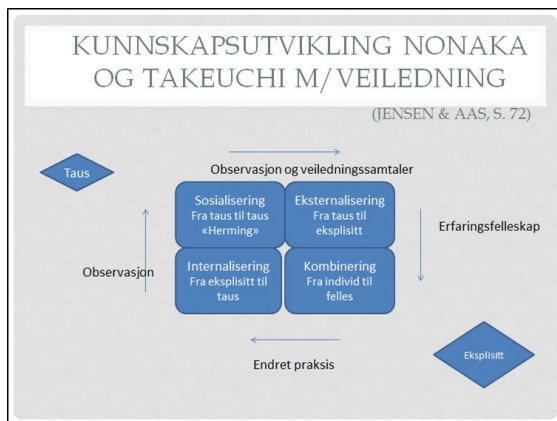 KUNNSKAPSUTVIKLING NONAKA
OG TAKEUCHI M/VEILEDNING
(JENSEN & AAS, S. 72)
Taus
Observasjon og veiledningssamtaler
Sosialisering
Fra taus til taus
«Herming»
Eksternalisering
Fra taus til
eksplisitt
Erfaringsfelleskap
Observasjon
Internalisering
Fra eksplisitt til
taus
Kombinering
Fra individ til
felles
Endret praksis
Eksplisitt